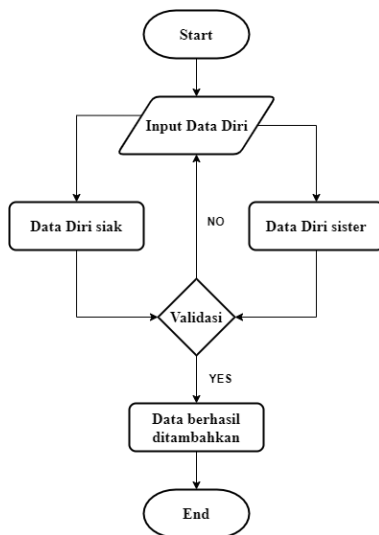 Start
Input Data Diri
NO
Data Diri siak
Data Diri sister
Validasi
YES
Data berhasil
ditambahkan
End